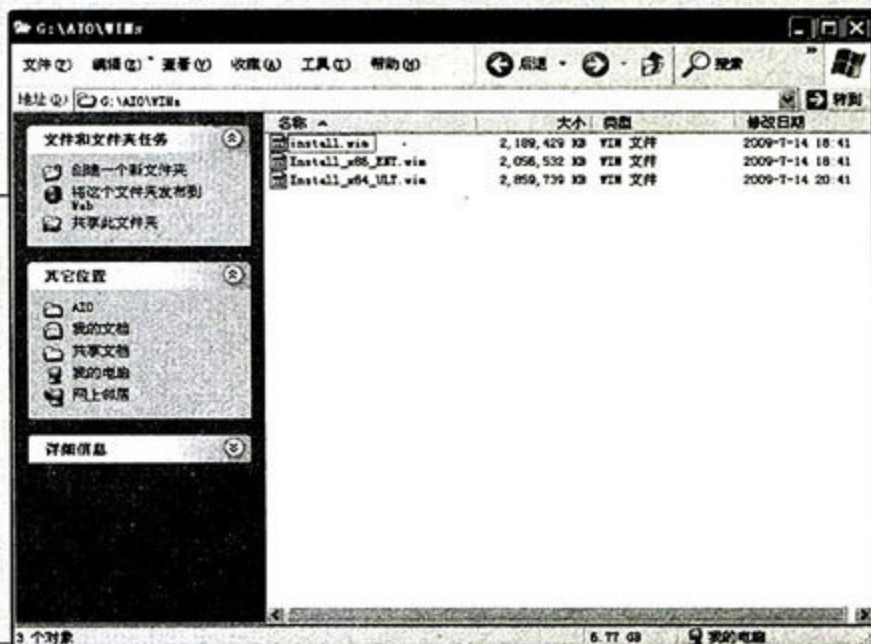 G:\AIO\WIMs
文件(F) 编辑(E) 查看(V) 收藏(A) 工具(T) 帮助(H) 后退 搜索 »
地址(D) G:\AIO\WIMs 转到
文件和文件夹任务
创建一个新文件夹
将这个文件夹发布到
Web
共享此文件夹
其它位置
AIO
我的文档
共享文档
我的电脑
网上邻居
详细信息
名称 大小 类型 修改日期
install.wim 2,189,429 KB WIM 文件 2009-7-14 18:41
Install_x86_ENT.wim 2,056,532 KB WIM 文件 2009-7-14 18:41
Install_x64_ULT.wim 2,859,739 KB WIM 文件 2009-7-14 20:41
3 个对象 6.77 GB 我的电脑